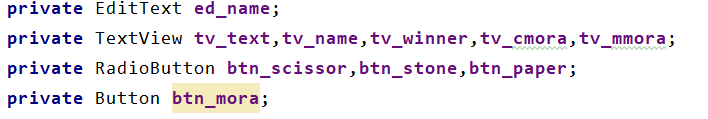 private EditText ed_name;
private TextView tv_text,tv_name,tv_winner,tv_cmora,tv_mmora;
private RadioButton btn_scissor,btn_stone,btn_paper;
private Button btn_mora;